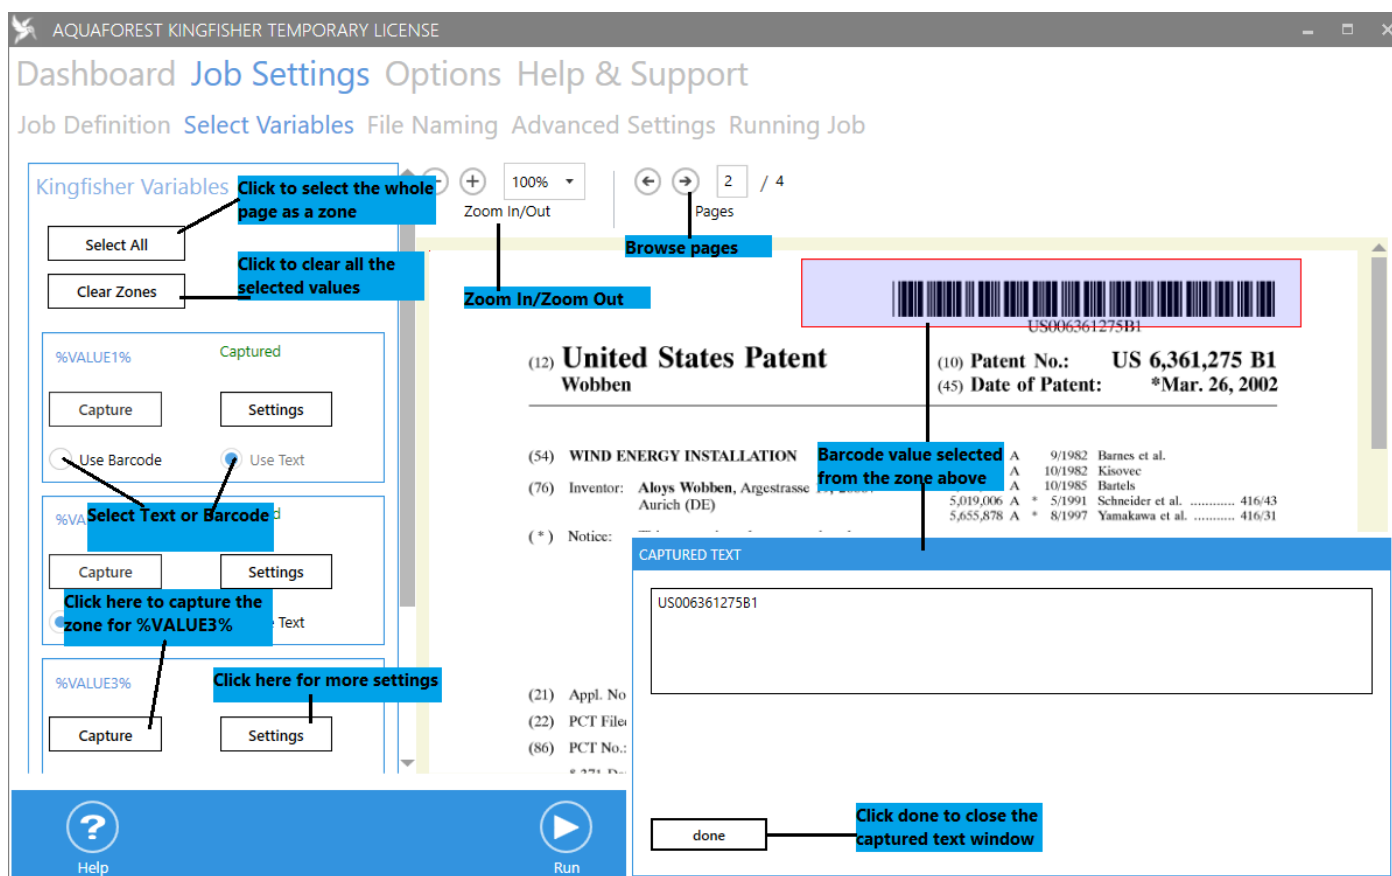 AQUAFOREST KINGFISHER TEMPORARY LICENSE
Dashboard Job Settings Options Help & Support
Job Definition Select Variables File Naming Advanced Settings Running Job
Kingfisher Variables
Click to select the whole
page as a zone
Select All
Click to clear all the
selected values
Clear Zones
%VALUE1%
Captured
Capture
Settings
Use Barcode
Use Text
Select Text or Barcode
Capture
Settings
Click here to capture the
zone for %VALUE3%
Text
%VALUE3%
Click here for more settings
Capture
Settings
100%
2 / 4
Zoom In/Out
Pages
Browse pages
Zoom In/Zoom Out
US006361275B1
(12) United States Patent
Wobben
(10) Patent No.: US 6,361,275 B1
(45) Date of Patent: *Mar. 26, 2002
(54) WIND ENERGY INSTALLATION
(76) Inventor: Aloys Wobben, Argestrasse
Aurich (DE)
(*) Notice:
Barcode value selected
from the zone above
A 9/1982 Barnes et al.
A 10/1982 Kisovec
A 10/1985 Bartels
5,019,006 A * 5/1991 Schneider et al. ........... 416/43
5,655,878 A * 8/1997 Yamakawa et al. ........... 416/31
(21) Appl. No
(22) PCT
(86) PCT No.:
CAPTURED TEXT
US006361275B1
done
Click done to close the
captured text window
Help
Run